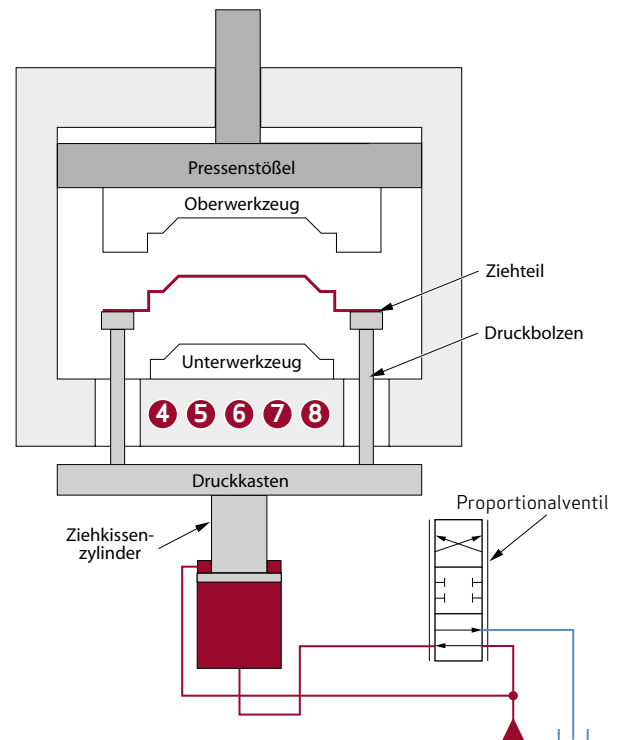 Pressenstößel
Oberwerkzeug
Ziehteil
Druckbolzen
Unterwerkzeug
4 5 6 7 8
Druckkasten
Proportionalventil
Ziehkissen-
zylinder